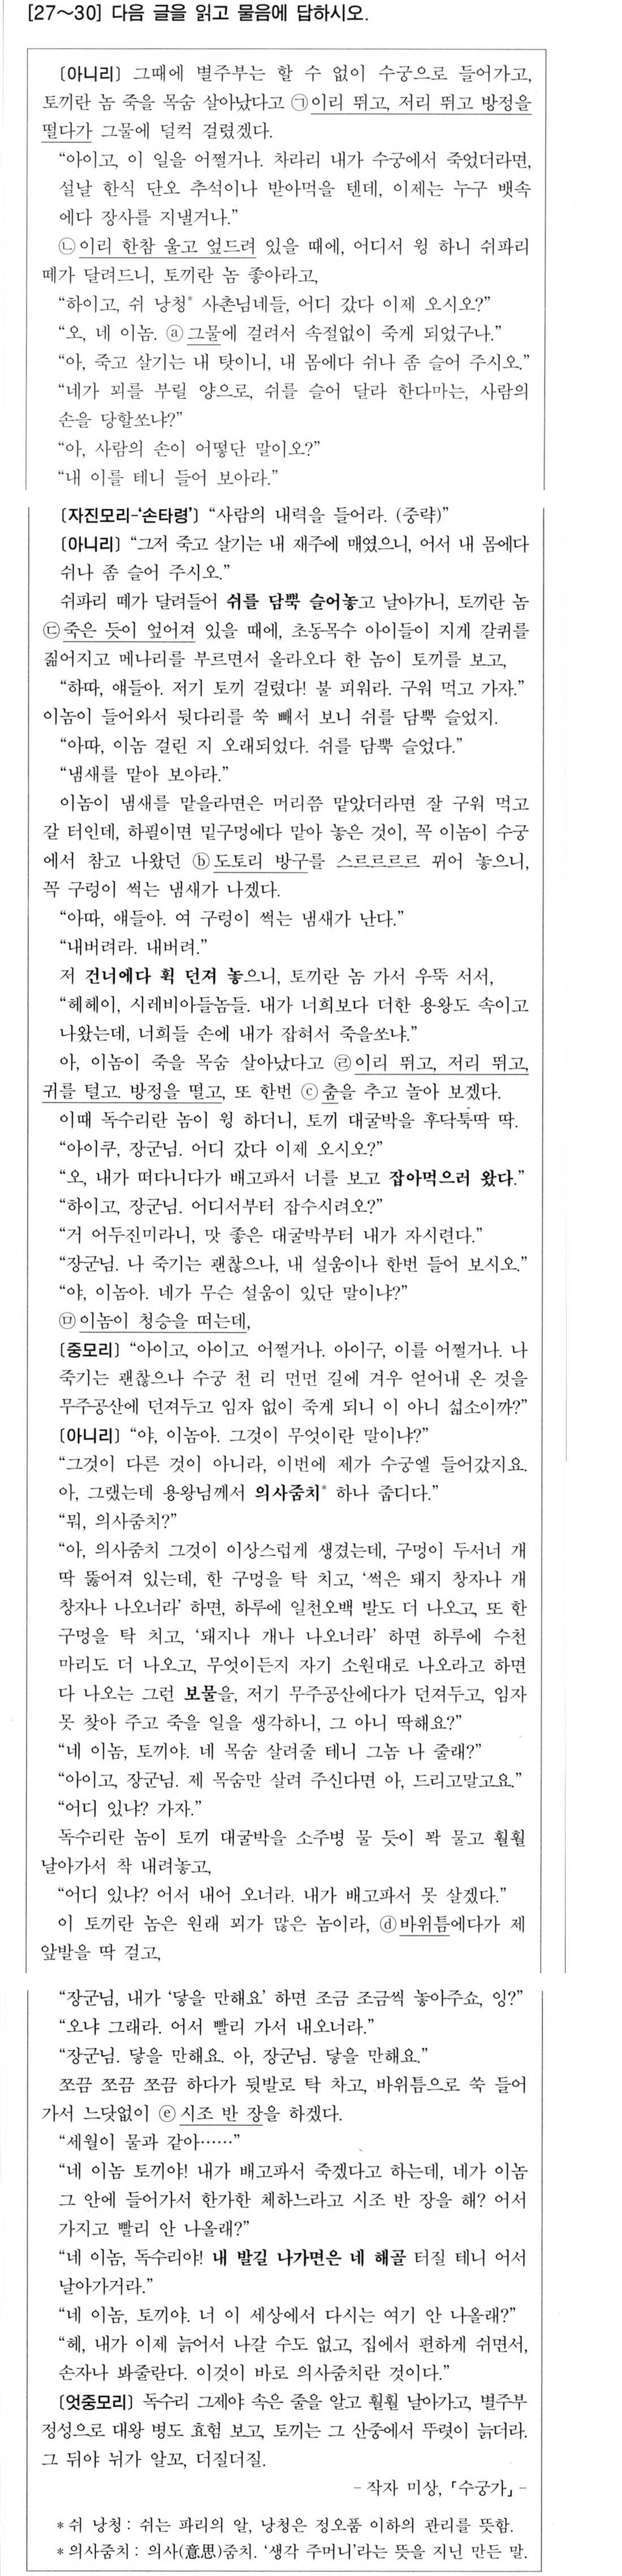 [27～30] 다음 글을 읽고 물음에 답하시오.
〔아니리〕 그때에 별주부는 할 수 없이 수궁으로 들어가고,
토끼란 놈 죽을 목숨 살아났다고 ㉠이리 뛰고, 저리 뛰고 방정을
떨다가 그물에 덜컥 걸렸겠다.
“아이고, 이 일을 어쩔거나. 차라리 내가 수궁에서 죽었더라면,
설날 한식 단오 추석이나 받아먹을 텐데, 이제는 누구 뱃속
에다 장사를 지낼거나.”
㉡이리 한참 울고 엎드려 있을 때에, 어디서 윙 하니 쉬파리
떼가 달려드니, 토끼란 놈 좋아라고,
“하이고, 쉬 낭청* 사촌님네들, 어디 갔다 이제 오시오?”
“오, 네 이놈. ⓐ그물에 걸려서 속절없이 죽게 되었구나.”
“아, 죽고 살기는 내 탓이니, 내 몸에다 쉬나 좀 슬어 주시오.”
“네가 꾀를 부릴 양으로, 쉬를 슬어 달라 한다마는, 사람의
손을 당할쏘냐?”
“아, 사람의 손이 어떻단 말이오?”
“내 이를 테니 들어 보아라.”
〔자진모리-‘손타령’〕 “사람의 내력을 들어라. (중략)”
〔아니리〕 “그저 죽고 살기는 내 재주에 매였으니, 어서 내 몸에다
쉬나 좀 슬어 주시오.”
쉬파리 떼가 달려들어 쉬를 담뿍 슬어놓고 날아가니, 토끼란 놈
㉢죽은 듯이 엎어져 있을 때에, 초동목수 아이들이 지게 갈퀴를
짊어지고 메나리를 부르면서 올라오다 한 놈이 토끼를 보고,
“하따, 얘들아. 저기 토끼 걸렸다! 불 피워라. 구워 먹고 가자.”
이놈이 들어와서 뒷다리를 쑥 빼서 보니 쉬를 담뿍 슬었지.
“아따, 이놈 걸린 지 오래되었다. 쉬를 담뿍 슬었다.”
“냄새를 맡아 보아라.”
이놈이 냄새를 맡을라면은 머리쯤 맡았더라면 잘 구워 먹고
갈 터인데, 하필이면 밑구멍에다 맡아 놓은 것이, 꼭 이놈이 수궁
에서 참고 나왔던 ⓑ도토리 방구를 스르르르르 뀌어 놓으니,
꼭 구렁이 썩는 냄새가 나겠다.
“아따, 얘들아. 여 구렁이 썩는 냄새가 난다.”
“내버려라. 내버려.”
저 건너에다 휙 던져 놓으니, 토끼란 놈 가서 우뚝 서서,
“헤헤이, 시레비아들놈들. 내가 너희보다 더한 용왕도 속이고
나왔는데, 너희들 손에 내가 잡혀서 죽을쏘냐.”
아, 이놈이 죽을 목숨 살아났다고 ㉣이리 뛰고, 저리 뛰고,
귀를 털고. 방정을 떨고, 또 한번 ⓒ춤을 추고 놀아 보겠다.
이때 독수리란 놈이 윙 하더니, 토끼 대굴박을 후닥툭딱 딱.
“아이쿠, 장군님. 어디 갔다 이제 오시오?”
“오, 내가 떠다니다가 배고파서 너를 보고 잡아먹으러 왔다.”
“하이고, 장군님. 어디서부터 잡수시려오?”
“거 어두진미라니, 맛 좋은 대굴박부터 내가 자시련다.”
“장군님. 나 죽기는 괜찮으나, 내 설움이나 한번 들어 보시오.”
“야, 이놈아. 네가 무슨 설움이 있단 말이냐?”
㉤이놈이 청승을 떠는데,
〔중모리〕 “아이고, 아이고. 어쩔거나. 아이구, 이를 어쩔거나. 나
죽기는 괜찮으나 수궁 천 리 먼먼 길에 겨우 얻어내 온 것을
무주공산에 던져두고 임자 없이 죽게 되니 이 아니 섧소이까?”
〔아니리〕 “야, 이놈아. 그것이 무엇이란 말이냐?”
“그것이 다른 것이 아니라, 이번에 제가 수궁엘 들어갔지요.
아, 그랬는데 용왕님께서 의사줌치* 하나 줍디다.”
“뭐, 의사줌치?”
“아, 의사줌치 그것이 이상스럽게 생겼는데, 구멍이 두서너 개
딱 뚫어져 있는데, 한 구멍을 탁 치고, ‘썩은 돼지 창자나 개
창자나 나오너라’ 하면, 하루에 일천오백 발도 더 나오고, 또 한
구멍을 탁 치고, ‘돼지나 개나 나오너라’ 하면 하루에 수천
마리도 더 나오고, 무엇이든지 자기 소원대로 나오라고 하면
다 나오는 그런 보물을, 저기 무주공산에다가 던져두고, 임자
못 찾아 주고 죽을 일을 생각하니, 그 아니 딱해요?”
“네 이놈, 토끼야. 네 목숨 살려줄 테니 그놈 나 줄래?”
“아이고, 장군님. 제 목숨만 살려 주신다면 아, 드리고말고요.”
“어디 있냐? 가자.”
독수리란 놈이 토끼 대굴박을 소주병 물 듯이 꽉 물고 훨훨
날아가서 착 내려놓고,
“어디 있냐? 어서 내어 오너라. 내가 배고파서 못 살겠다.”
이 토끼란 놈은 원래 꾀가 많은 놈이라, ⓓ바위틈에다가 제
앞발을 딱 걸고,
“장군님, 내가 ‘닿을 만해요’ 하면 조금 조금씩 놓아주쇼, 잉?”
“오냐 그래라. 어서 빨리 가서 내오너라.”
“장군님. 닿을 만해요. 아, 장군님. 닿을 만해요.”
쪼끔 쪼끔 쪼끔 하다가 뒷발로 탁 차고, 바위틈으로 쑥 들어
가서 느닷없이 ⓔ시조 반 장을 하겠다.
“세월이 물과 같아……”
“네 이놈 토끼야! 내가 배고파서 죽겠다고 하는데, 네가 이놈
그 안에 들어가서 한가한 체하느라고 시조 반 장을 해? 어서
가지고 빨리 안 나올래?”
“네 이놈, 독수리야! 내 발길 나가면은 네 해골 터질 테니 어서
날아가거라.”
“네 이놈, 토끼야. 너 이 세상에서 다시는 여기 안 나올래?”
“헤, 내가 이제 늙어서 나갈 수도 없고, 집에서 편하게 쉬면서,
손자나 봐줄란다. 이것이 바로 의사줌치란 것이다.”
〔엇중모리〕 독수리 그제야 속은 줄을 알고 훨훨 날아가고, 별주부
정성으로 대왕 병도 효험 보고, 토끼는 그 산중에서 뚜렷이 늙더라.
그 뒤야 뉘가 알꼬, 더질더질.
- 작자 미상, 「수궁가」 -
* 쉬 낭청 : 쉬는 파리의 알, 낭청은 정오품 이하의 관리를 뜻함.
* 의사줌치 : 의사(意思)줌치. ‘생각 주머니’라는 뜻을 지닌 만든 말.